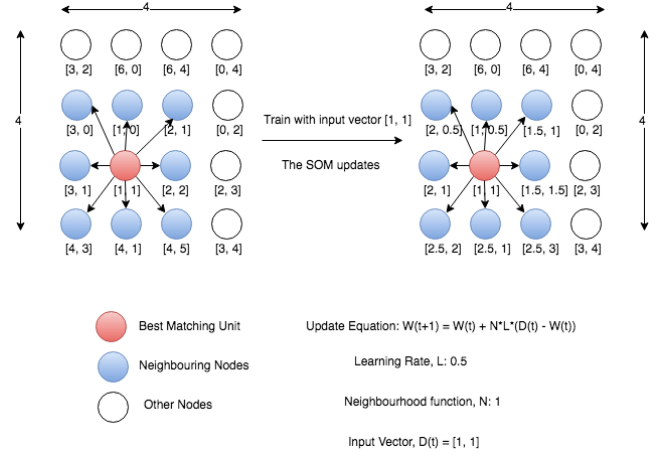 4 4
[3, 2] [6, 0] [6, 4] [0, 4] [3, 2] [6, 0] [6, 4] [0, 4]
4 4
[3, 0] [1, 0] [2, 1] [0, 2] Train with input vector [1, 1] [2, 0.5] [1, 0.5] [1.5, 1] [0, 2]
The SOM updates
[3, 1] [1, 1] [2, 2] [2, 3] [2, 1] [1, 1] [1.5, 1.5] [2, 3]
[4, 3] [4, 1] [4, 5] [3, 4] [2.5, 2] [2.5, 1] [2.5, 3] [3, 4]
Best Matching Unit Update Equation: W(t+1) = W(t) + N*L*(D(t) - W(t))
Neighbouring Nodes Learning Rate, L: 0.5
Other Nodes Neighbourhood function, N: 1
Input Vector, D(t) = [1, 1]